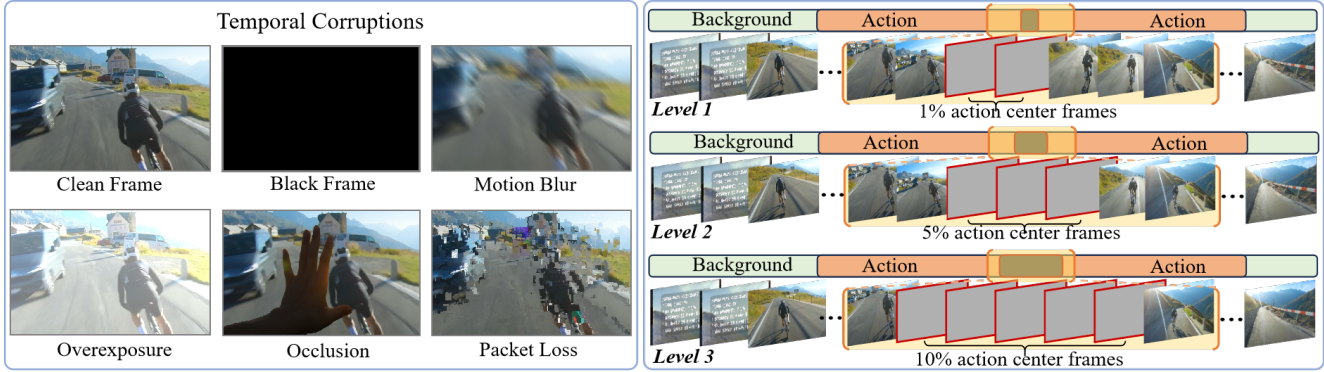 Temporal Corruptions
Clean Frame
Black Frame
Motion Blur
Overexposure
Occlusion
Packet Loss
Background
Action
Action
Level 1
1% action center frames
Background
Action
Action
Level 2
5% action center frames
Background
Action
Action
Level 3
10% action center frames